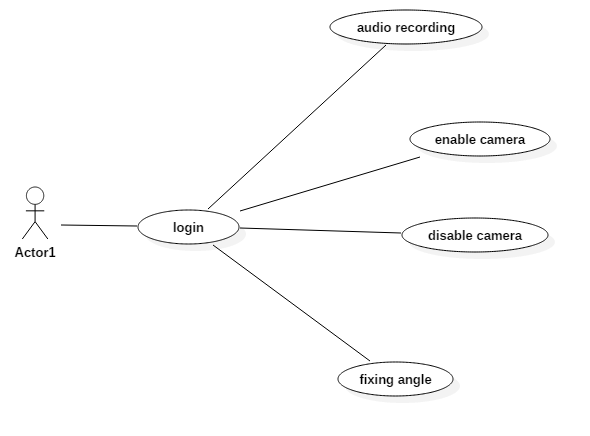 audio recording
enable camera
login
disable camera
Actor1
fixing angle